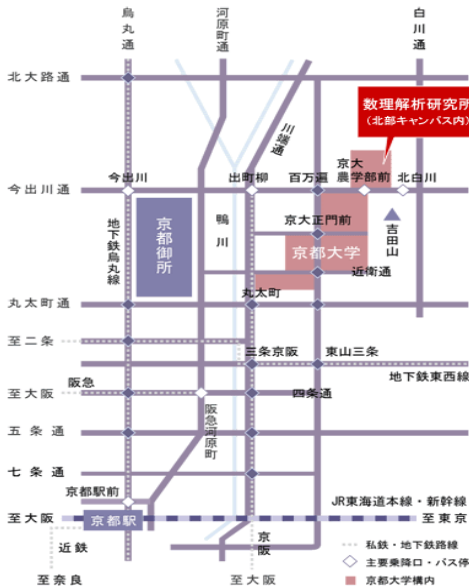 烏丸通
河原町通
白川通
北大路通
川端通
数理解析研究所
(北部キャンパス内)
今出川通
今出川
出町柳
百万遍
京大
農学部前
北白川
地下鉄烏丸線
京都御所
鴨川
京大正門前
吉田山
京都大学
近衛通
丸太町
丸太町通
至二条
三条京阪
東山三条
地下鉄東西線
阪急
至大阪
四条通
阪急河原町
五条通
七条通
京都駅前
JR東海道本線・新幹線
至大阪
京都駅
至東京
近鉄
京阪
私鉄・地下鉄路線
主要乗降口・バス停
至奈良
至大阪
京都大学構内